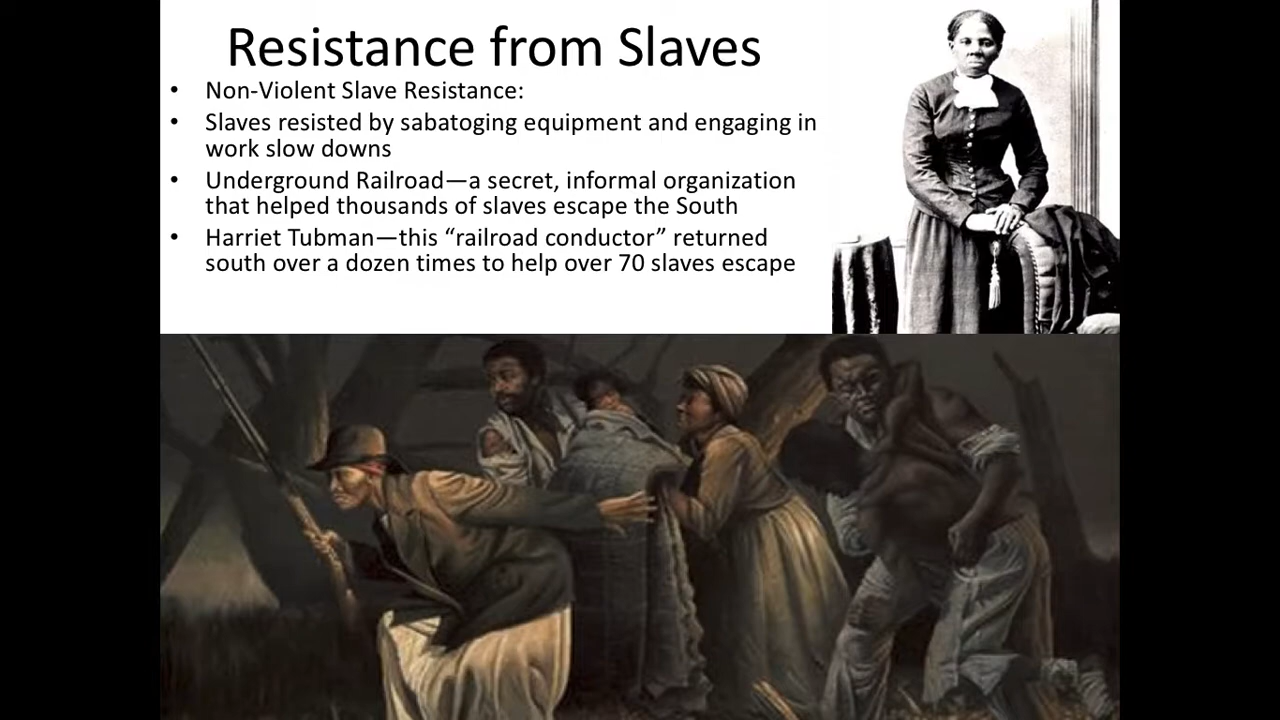 Resistance from Slaves
• Non-Violent Slave Resistance:
• Slaves resisted by sabatoging equipment and engaging in
work slow downs
• Underground Railroad—a secret, informal organization
that helped thousands of slaves escape the South
• Harriet Tubman—this “railroad conductor” returned
south over a dozen times to help over 70 slaves escape